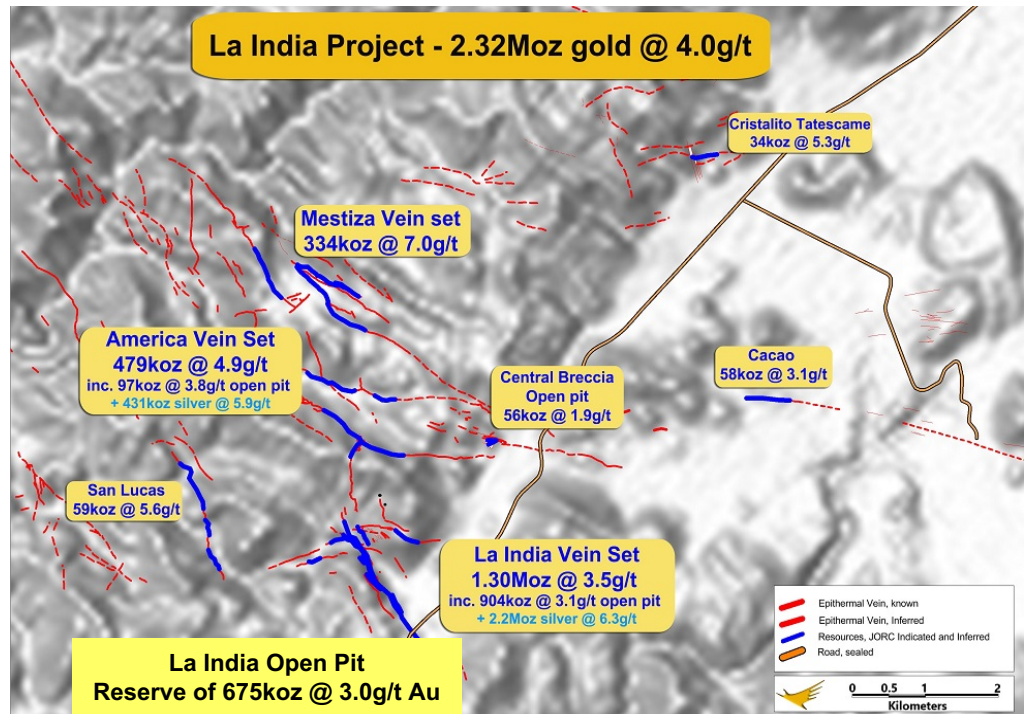 La India Project - 2.32Moz gold @ 4.0g/t
Cristalito Tatescame
34koz @ 5.3g/t
Mestiza Vein set
334koz @ 7.0g/t
America Vein Set
479koz @ 4.9g/t
inc. 97koz @ 3.8g/t open pit
+ 431koz silver @ 5.9g/t
Central Breccia
Open pit
56koz @ 1.9g/t
Cacao
58koz @ 3.1g/t
San Lucas
59koz @ 5.6g/t
La India Vein Set
1.30Moz @ 3.5g/t
inc. 904koz @ 3.1g/t open pit
+ 2.2Moz silver @ 6.3g/t
La India Open Pit
Reserve of 675koz @ 3.0g/t Au
Epithermal Vein, known
Epithermal Vein, Inferred
Resources, JORC Indicated and Inferred
Road, sealed
0 0.5 1 2
Kilometers